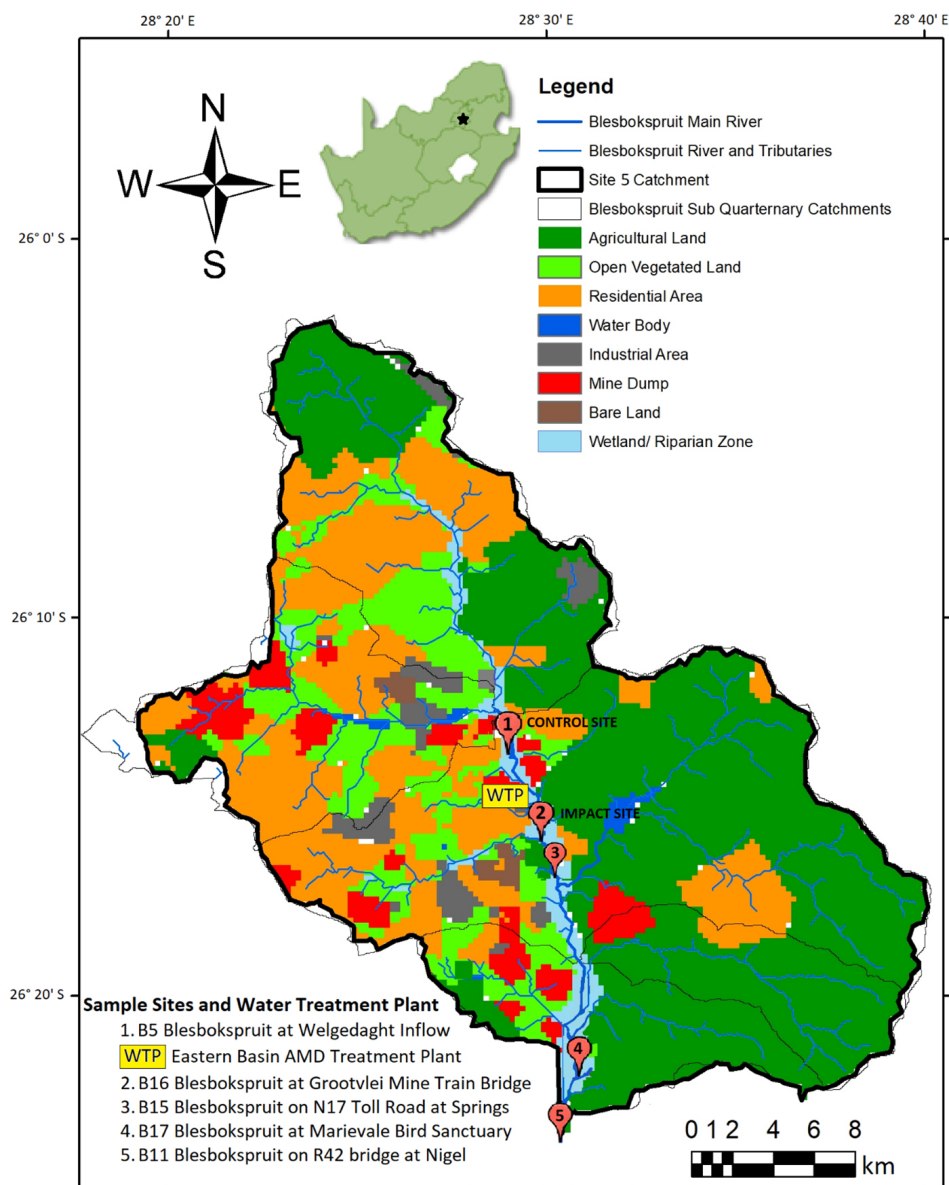 28° 20' E
28° 30' E
28° 40' E
N
W
E
S
Legend
Blesbokspruit Main River
Blesbokspruit River and Tributaries
Site 5 Catchment
Blesbokspruit Sub Quarternary Catchments
Agricultural Land
Open Vegetated Land
Residential Area
Water Body
Industrial Area
Mine Dump
Bare Land
Wetland/ Riparian Zone
26° 0' S
26° 10' S
26° 20' S
1 CONTROL SITE
WTP
2 IMPACT SITE
3
4
5
Sample Sites and Water Treatment Plant
1. B5 Blesbokspruit at Welgedaght Inflow
WTP Eastern Basin AMD Treatment Plant
2. B16 Blesbokspruit at Grootvlei Mine Train Bridge
3. B15 Blesbokspruit on N17 Toll Road at Springs
4. B17 Blesbokspruit at Marievale Bird Sanctuary
5. B11 Blesbokspruit on R42 bridge at Nigel
0 1 2 4 6 8
km